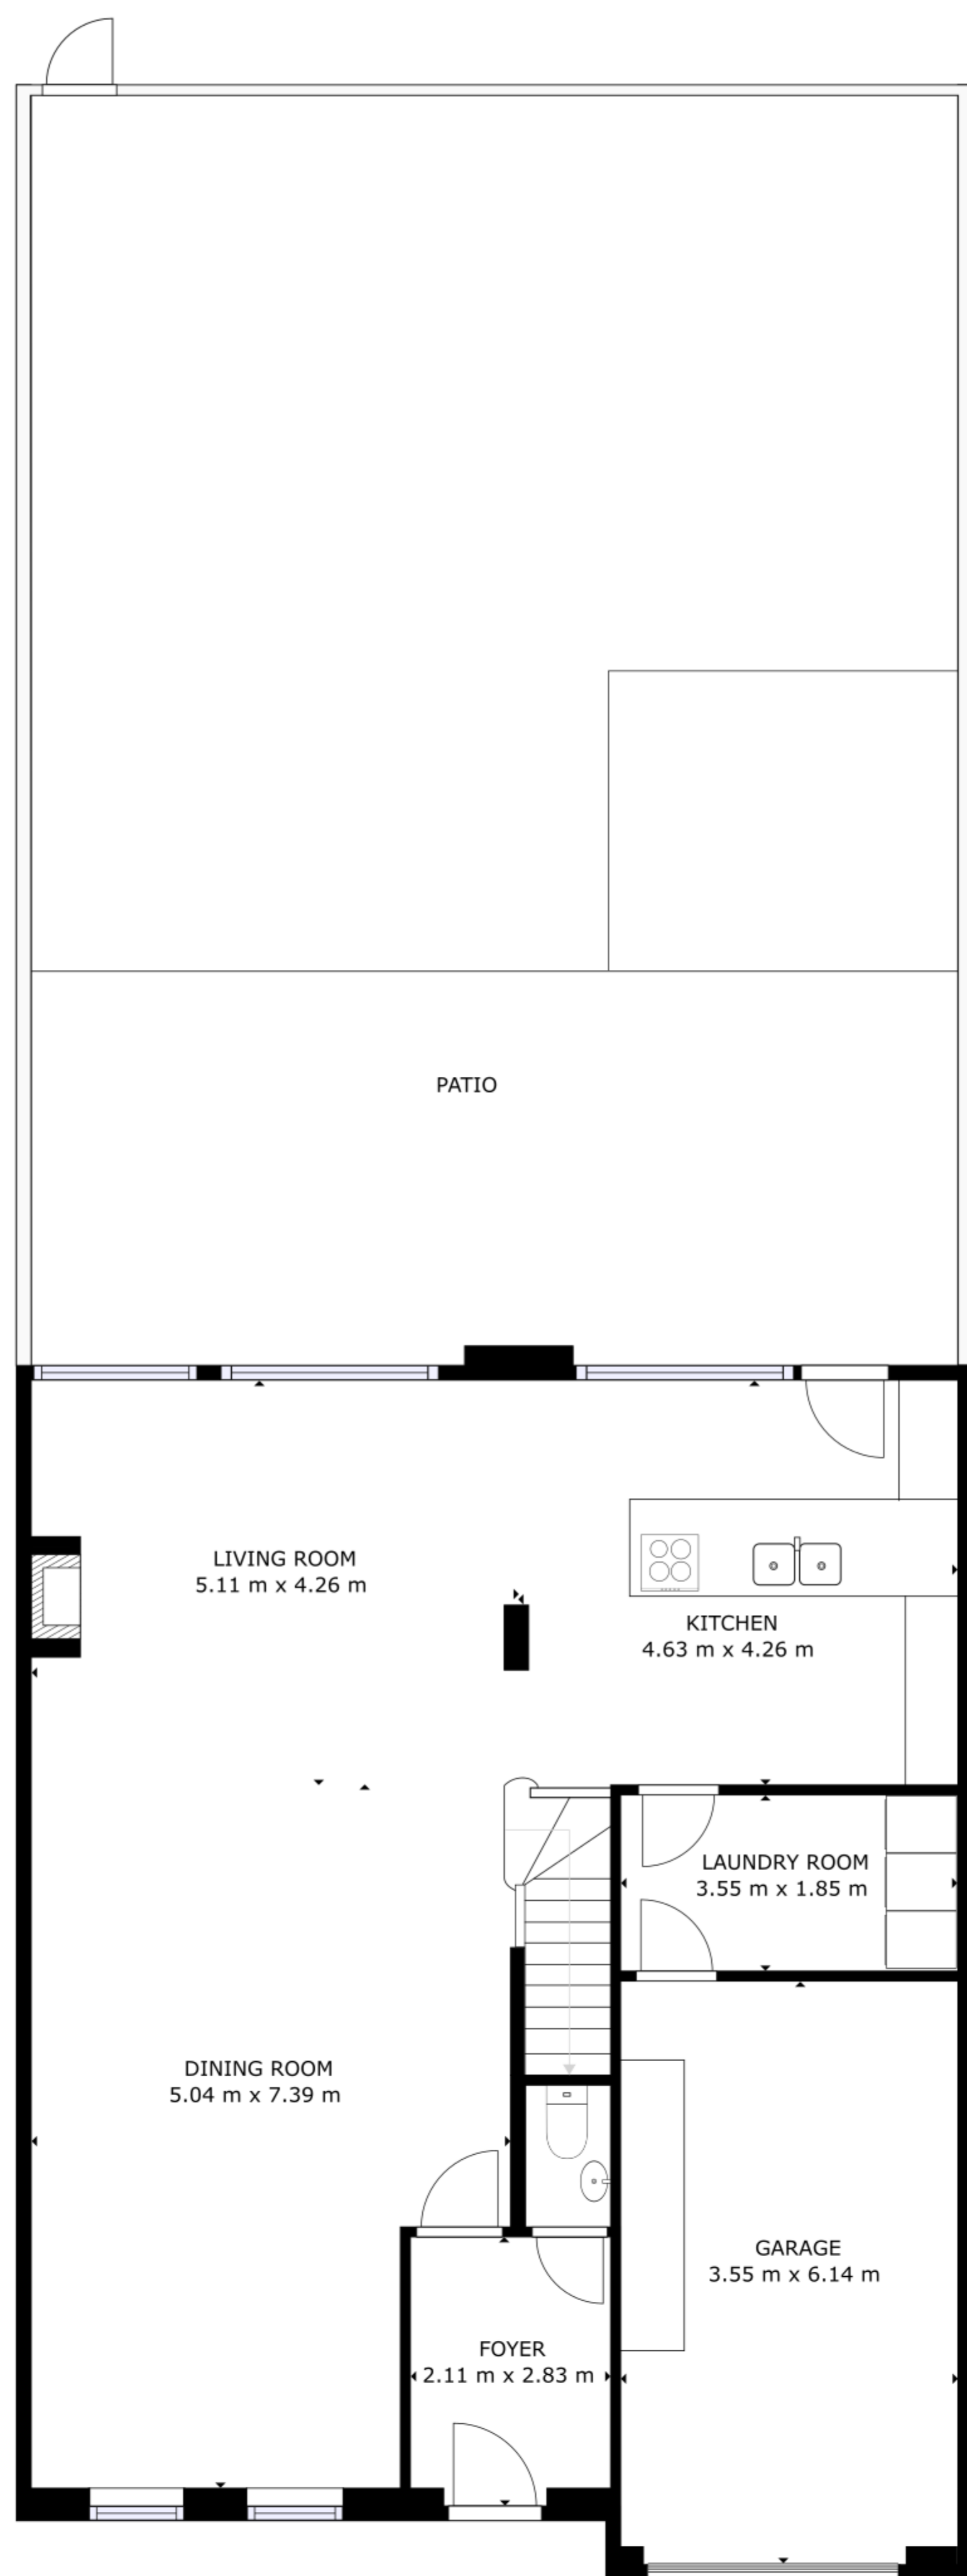 PATIO
LIVING ROOM
5.11 m x 4.26 m
KITCHEN
4.63 m x 4.26 m
LAUNDRY ROOM
3.55 m x 1.85 m
DINING ROOM
5.04 m x 7.39 m
GARAGE
3.55 m x 6.14 m
FOYER
2.11 m x 2.83 m